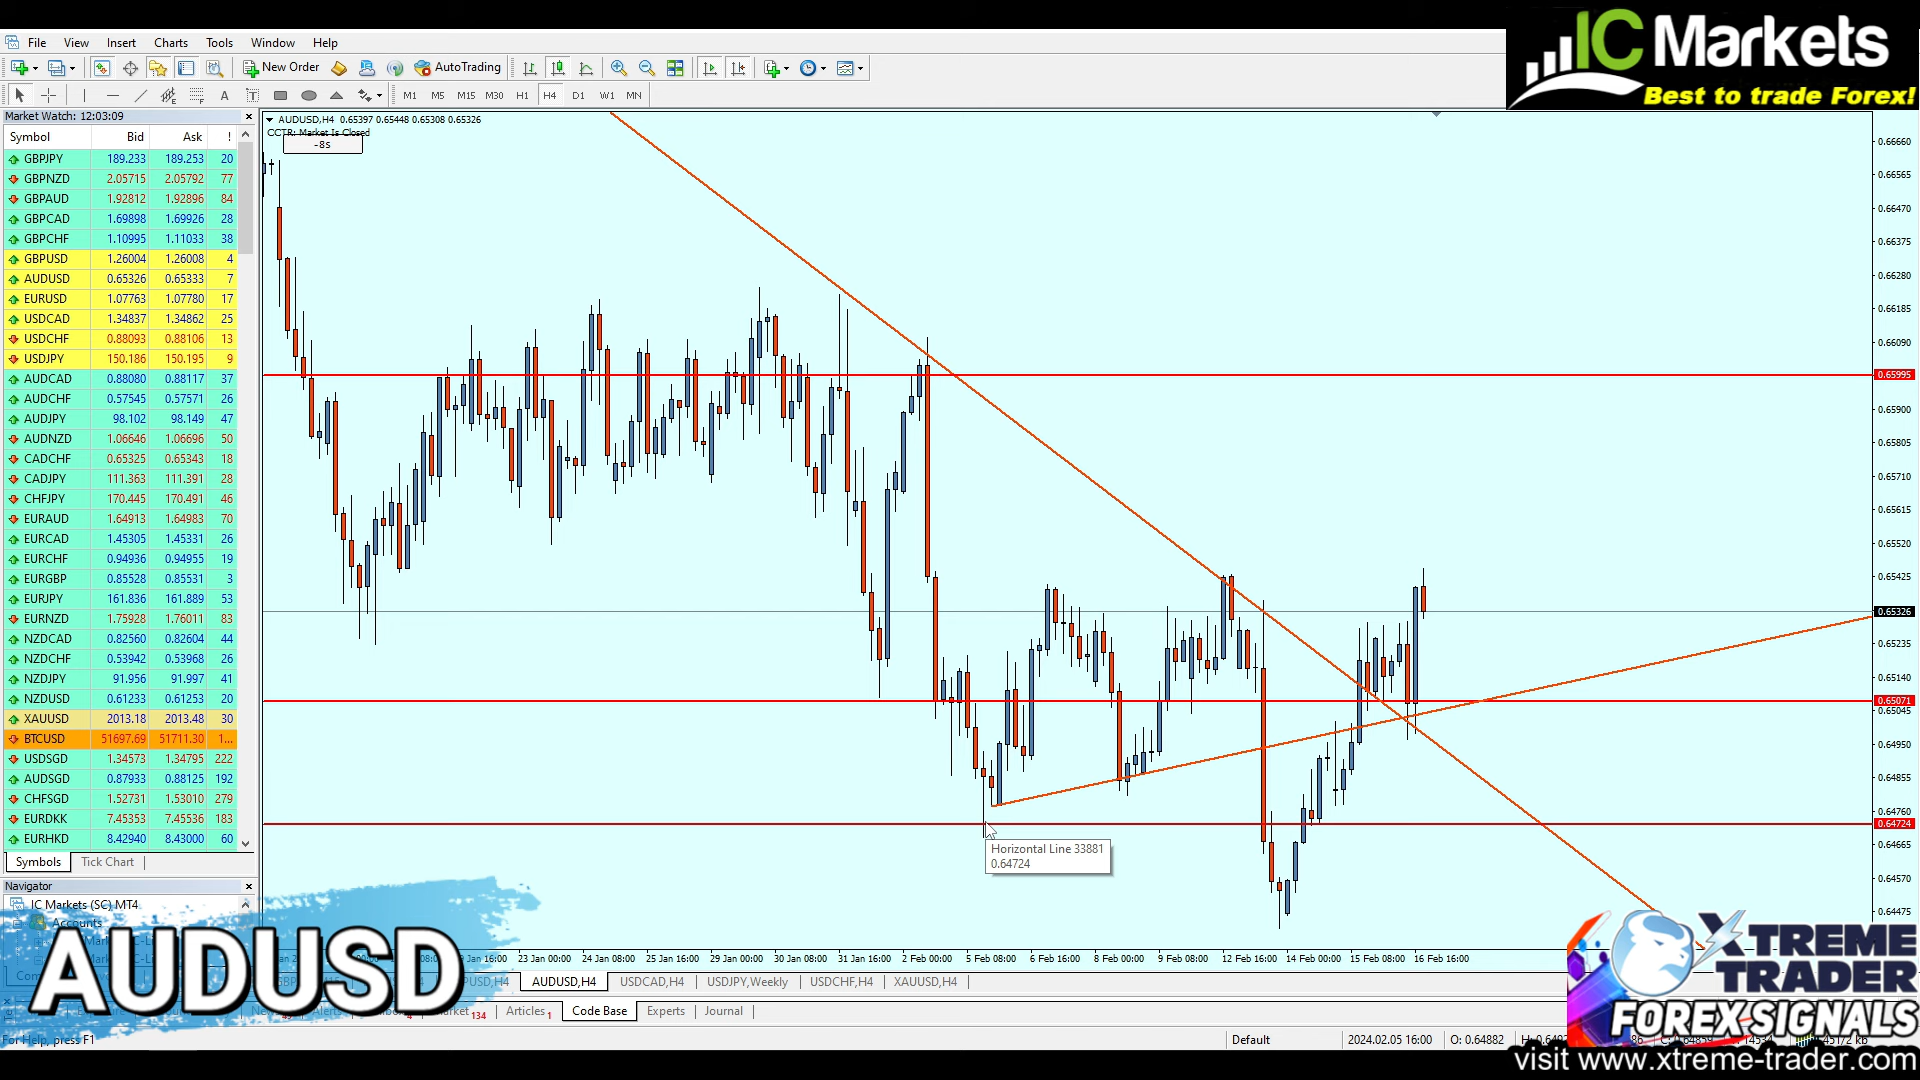 IC Markets
Best to trade Forex!
File View Insert Charts Tools Window Help
New Order AutoTrading
M1 M5 M15 M30 H1 H4 D1 W1 MN
Market Watch: 12:03:09
Symbol Bid Ask !
GBPJPY 189.233 189.253 20
GBPNZD 2.05715 2.05792 77
GBPAUD 1.92812 1.92896 84
GBPCAD 1.69898 1.69926 28
GBPCHF 1.10995 1.11033 38
GBPUSD 1.26004 1.26008 4
AUDUSD 0.65326 0.65333 7
EURUSD 1.07763 1.07780 17
USDCAD 1.34837 1.34862 25
USDCHF 0.88093 0.88106 13
USDJPY 150.186 150.195 9
AUDCAD 0.88080 0.88117 37
AUDCHF 0.57545 0.57571 26
AUDJPY 98.102 98.149 47
AUDNZD 1.06646 1.06696 50
CADCHF 0.65325 0.65343 18
CADJPY 111.363 111.391 28
CHFJPY 170.445 170.491 46
EURAUD 1.64913 1.64983 70
EURCAD 1.45305 1.45331 26
EURCHF 0.94936 0.94955 19
EURGBP 0.85528 0.85531 3
EURJPY 161.836 161.889 53
EURNZD 1.75928 1.76011 83
NZDCAD 0.82560 0.82604 44
NZDCHF 0.53942 0.53968 26
NZDJPY 91.956 91.997 41
NZDUSD 0.61233 0.61253 20
XAUUSD 2013.18 2013.48 30
BTCUSD 51697.69 51711.30 1...
USDSGD 1.34573 1.34795 222
AUDSGD 0.87933 0.88125 192
CHFSGD 1.52731 1.53010 279
EURDKK 7.45353 7.45536 183
EURHKD 8.42940 8.43000 60
Symbols Tick Chart
Navigator
IC Markets (SC) MT4
Accounts
AUDUSD
AUDUSD,H4 0.65397 0.65448 0.65308 0.65326
CCTR: Market Is Closed
-8s
0.66660
0.66565
0.66470
0.66375
0.66280
0.66185
0.66090
0.65995
0.65900
0.65805
0.65710
0.65615
0.65520
0.65425
0.65326
0.65235
0.65140
0.65071
0.65045
0.64950
0.64855
0.64760
0.64724
0.64665
0.64570
0.64475
Horizontal Line 33881
0.64724
23 Jan 00:00 24 Jan 08:00 25 Jan 16:00 29 Jan 00:00 30 Jan 08:00 31 Jan 16:00 2 Feb 00:00 5 Feb 08:00 6 Feb 16:00 8 Feb 00:00 9 Feb 08:00 12 Feb 16:00 14 Feb 00:00 15 Feb 08:00 16 Feb 16:00
AUDUSD,H4 USDCAD,H4 USDJPY,Weekly USDCHF,H4 XAUUSD,H4
134 Articles 1 Code Base Experts Journal
For Help, press F1
Default 2024.02.05 16:00 O: 0.64882
XTREME
TRADER
FOREX SIGNALS
visit www.xtreme-trader.com